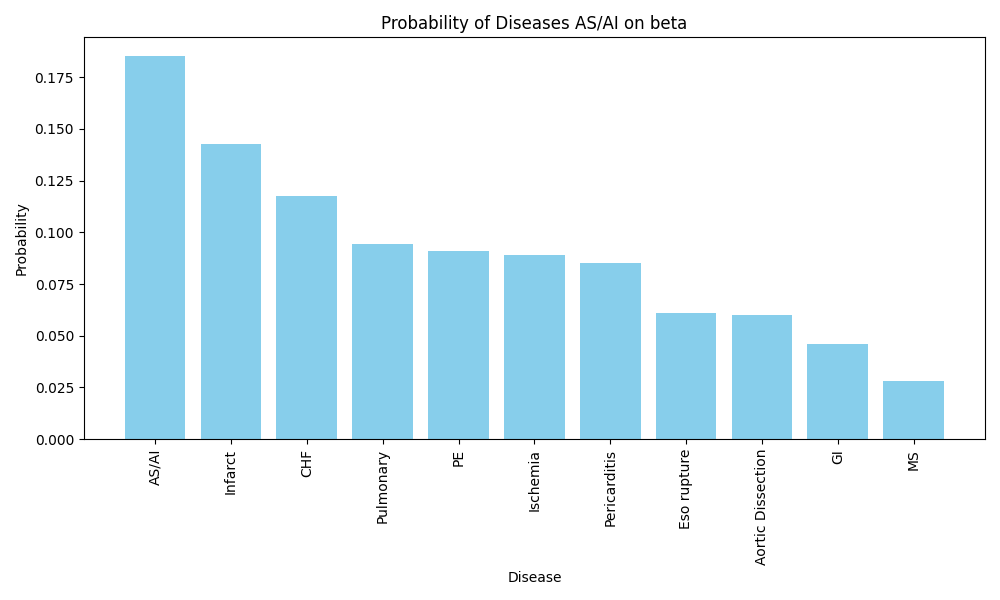 Probability of Diseases AS/AI on beta
Probability
0.175
0.150
0.125
0.100
0.075
0.050
0.025
0.000
AS/AI
Infarct
CHF
Pulmonary
PE
Ischemia
Pericarditis
Eso rupture
Aortic Dissection
GI
MS
Disease